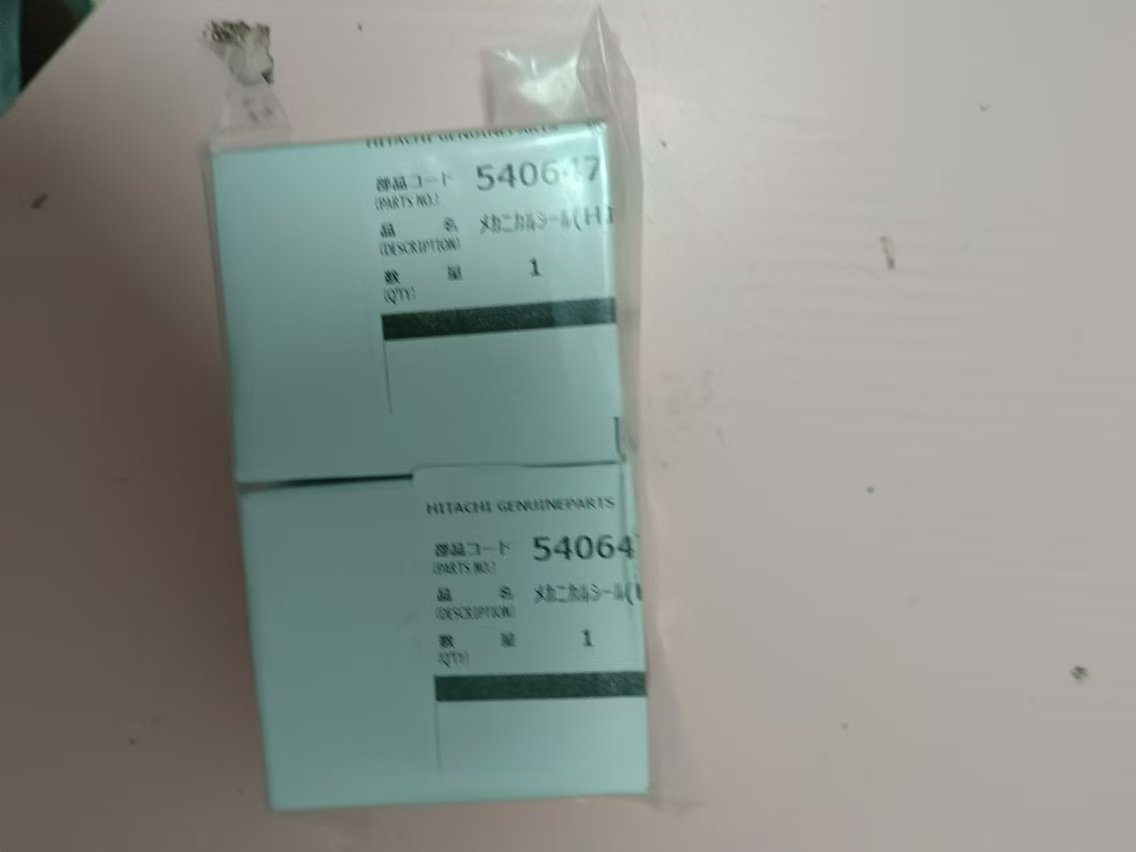 HITACHI GENUINEPARTS
部品コード 540647
(PARTS NO.)
品 名 メカニカルシール(H
(DESCRIPTION)
数 量 1
(QTY)
HITACHI GENUINEPARTS
部品コード 54064
(PARTS NO.)
品 名 メカニカルシール(
(DESCRIPTION)
数 量 1
(QTY)